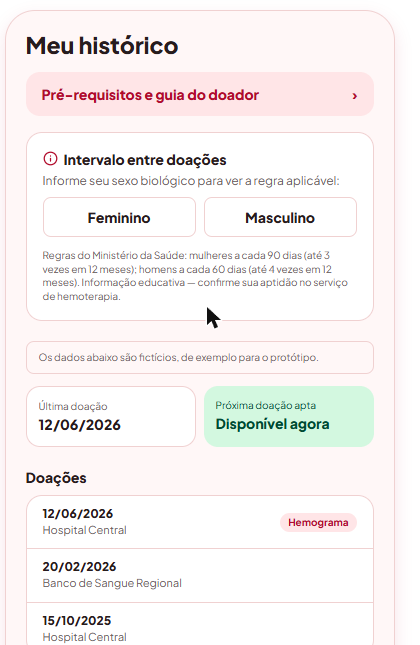 Meu histórico
Pré-requisitos e guia do doador ›
Intervalo entre doações
Informe seu sexo biológico para ver a regra aplicável:
Feminino
Masculino
Regras do Ministério da Saúde: mulheres a cada 90 dias (até 3
vezes em 12 meses); homens a cada 60 dias (até 4 vezes em 12
meses). Informação educativa — confirme sua aptidão no serviço
de hemoterapia.
Os dados abaixo são fictícios, de exemplo para o protótipo.
Última doação
12/06/2026
Próxima doação apta
Disponível agora
Doações
12/06/2026
Hospital Central
Hemograma
20/02/2026
Banco de Sangue Regional
15/10/2025
Hospital Central